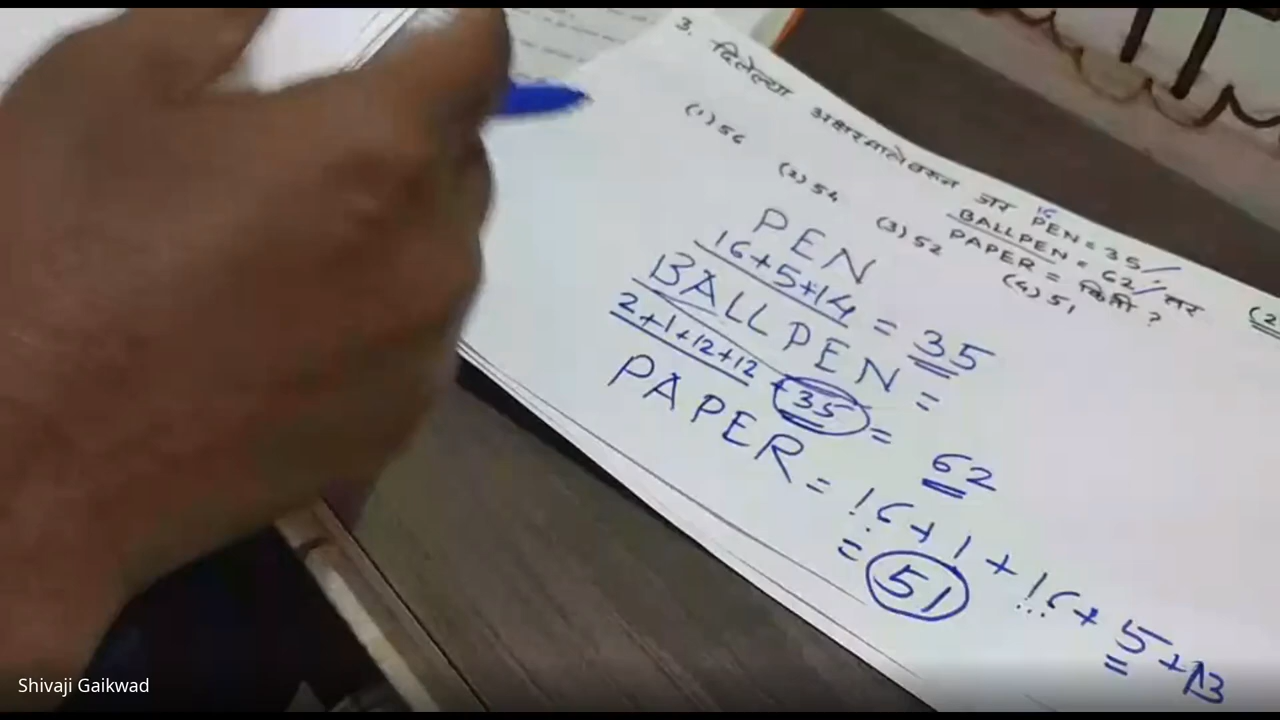 3. दिलेल्या अक्षरमालेवरून जर PEN = 35
16
BALLPEN = 62 तर
PAPER = किती ?
(1) 56 (2) 54 (3) 52 (4) 51
(2
PEN
16+5+14 = 35
BALLPEN =
2+1+12+12+35 = 62
PAPER = 16+1+16+5+13
= 51
Shivaji Gaikwad